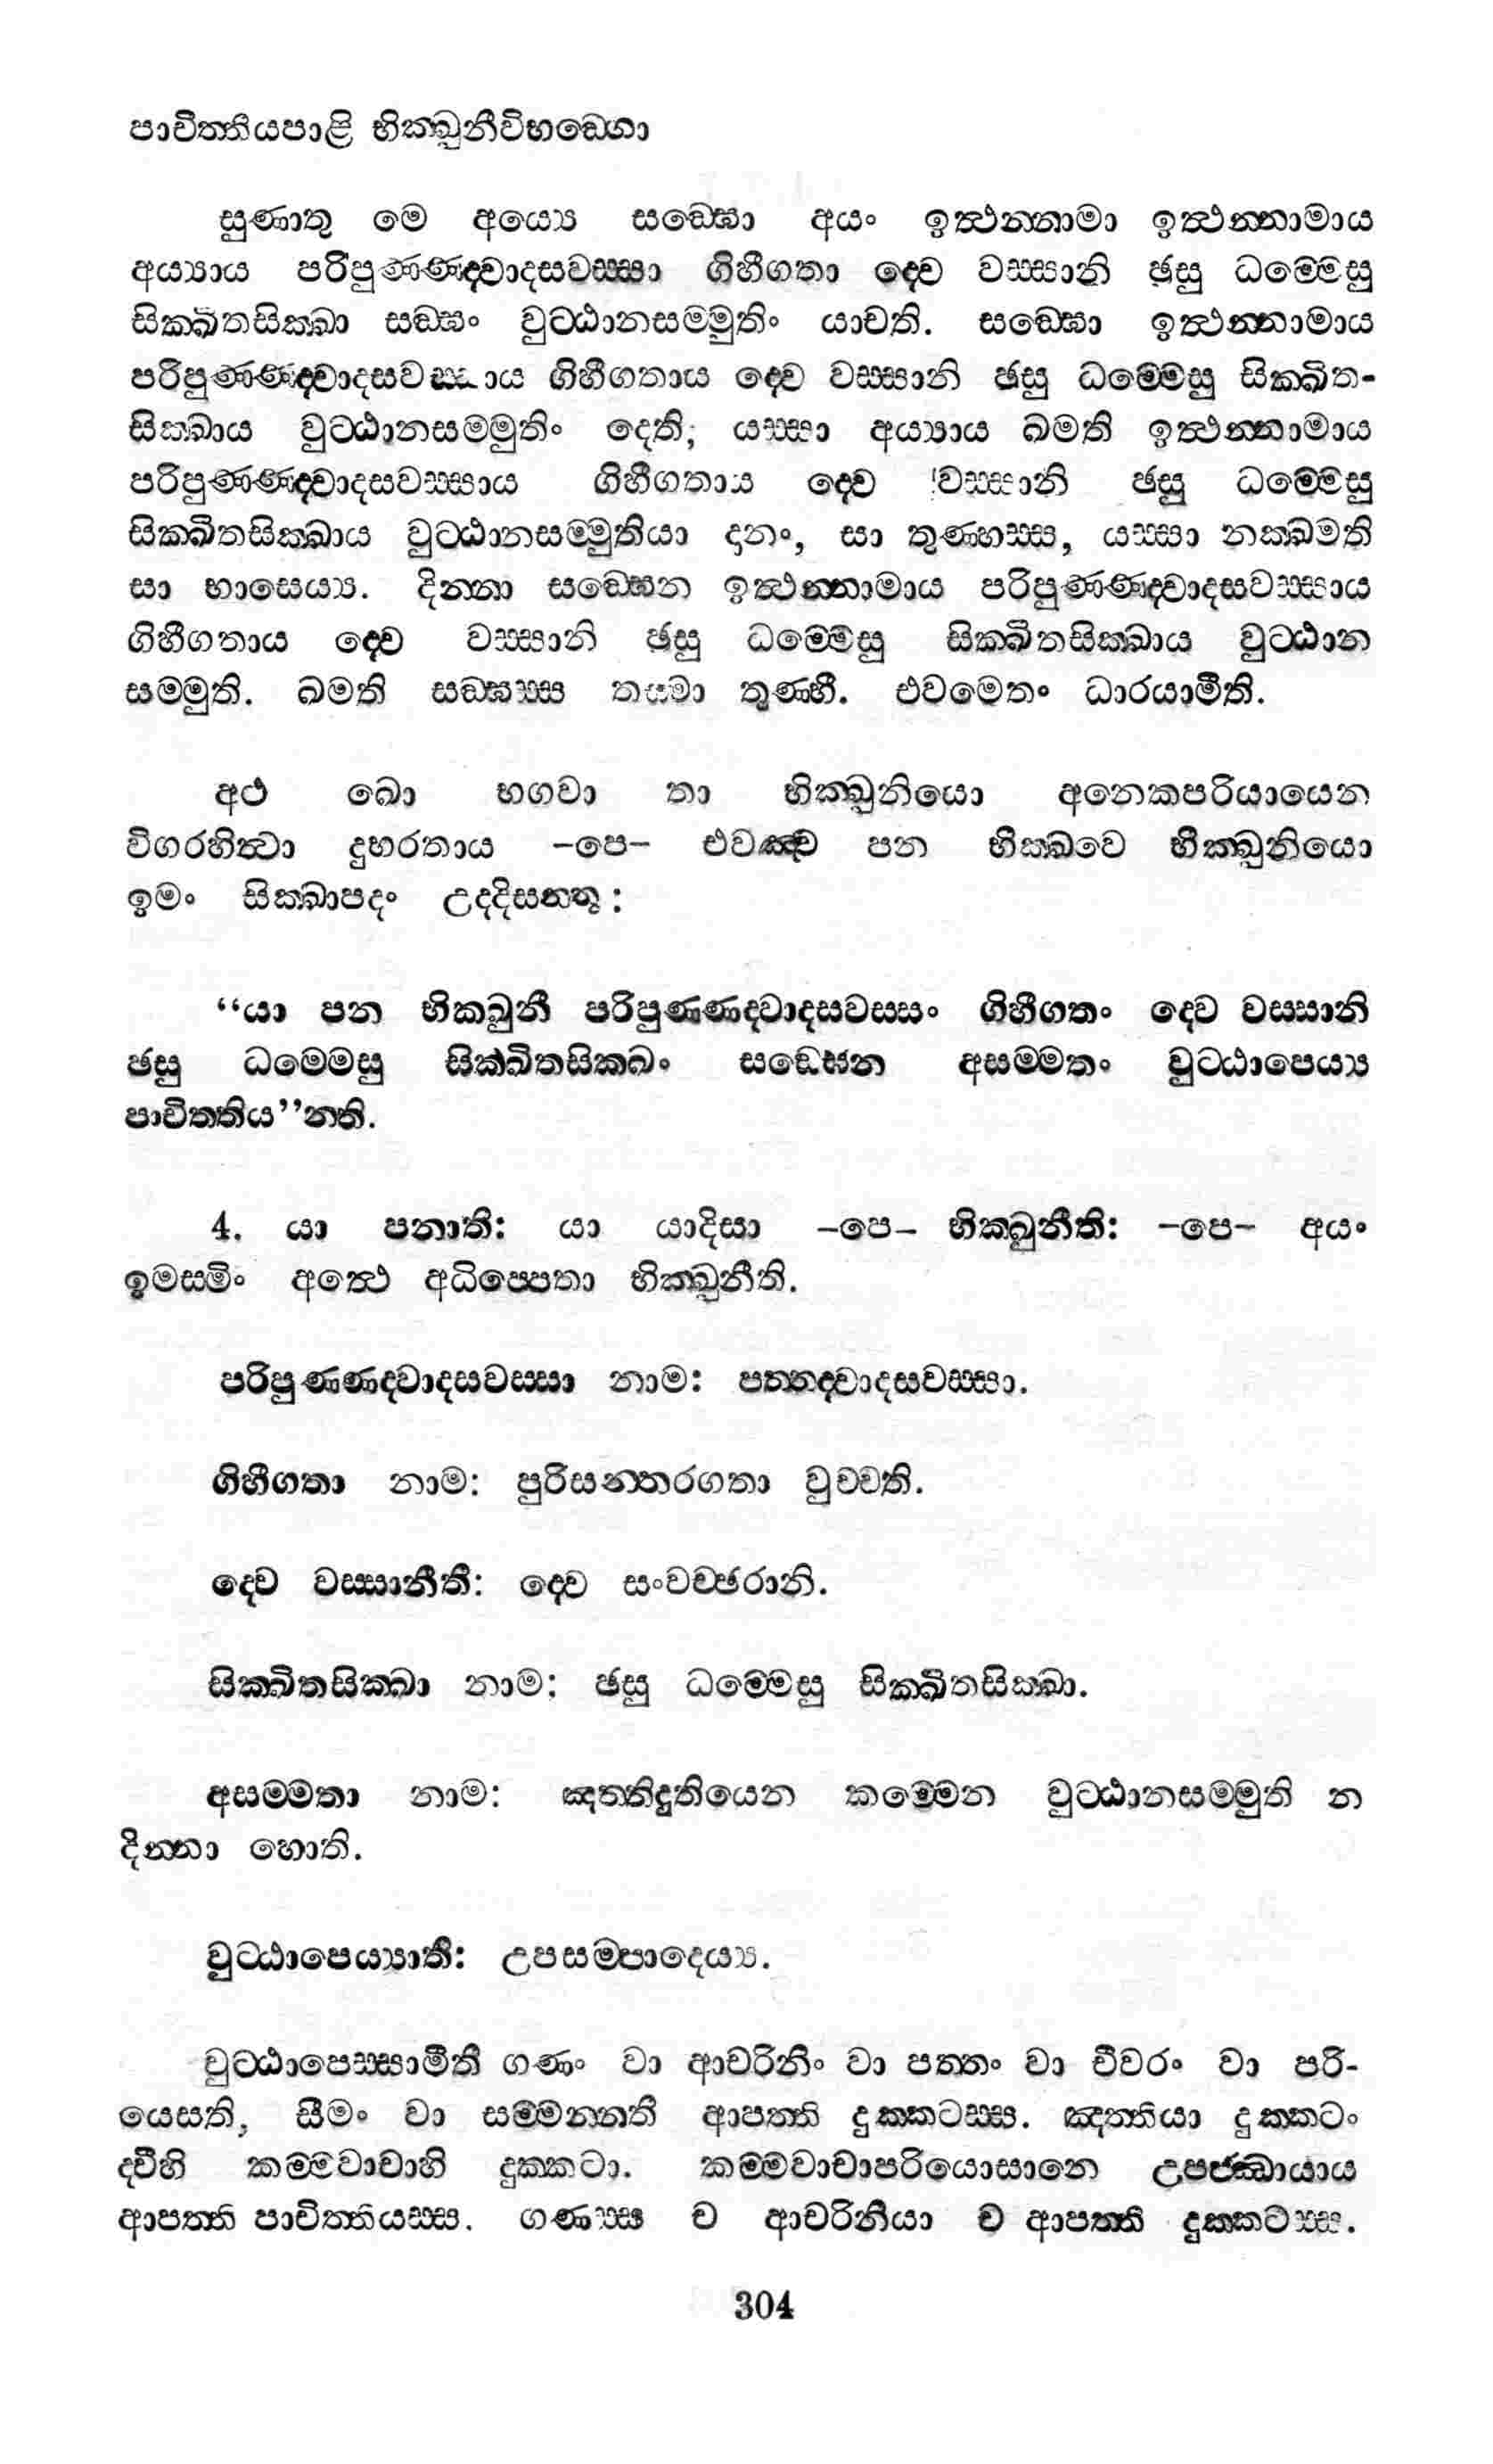 පාචිත්තියපාළි භික්ඛුනීවිභඞ්ගො
සුණාතු මෙ අය්‍යෙ සඞ්ඝො අයං ඉත්ථන්නාමා ඉත්ථන්නාමාය
අය්‍යාය පරිපුණ්ණද්වාදසවස්සා ගිහීගතා ද්වෙ වස්සානි ඡසු ධම්මෙසු
සික්ඛිතසික්ඛා සඞ්ඝං වුට්ඨානසම්මුතිං යාචති. සඞ්ඝො ඉත්ථන්නාමාය
පරිපුණ්ණද්වාදසවස්සාය ගිහීගතාය ද්වෙ වස්සානි ඡසු ධම්මෙසු සික්ඛිත-
සික්ඛාය වුට්ඨානසම්මුතිං දෙති; යස්සා අය්‍යාය ඛමති ඉත්ථන්නාමාය
පරිපුණ්ණද්වාදසවස්සාය ගිහීගතාය ද්වෙ වස්සානි ඡසු ධම්මෙසු
සික්ඛිතසික්ඛාය වුට්ඨානසම්මුතියා දානං, සා තුණ්හස්ස, යස්සා නක්ඛමති
සා භාසෙය්‍ය. දින්නා සඞ්ඝෙන ඉත්ථන්නාමාය පරිපුණ්ණද්වාදසවස්සාය
ගිහීගතාය ද්වෙ වස්සානි ඡසු ධම්මෙසු සික්ඛිතසික්ඛාය වුට්ඨාන
සම්මුති. ඛමති සඞ්ඝස්ස තස්මා තුණ්හී. එවමෙතං ධාරයාමීති.
අථ ඛො භගවා තා භික්ඛුනියො අනෙකපරියායෙන
විගරහිත්වා දුභරතාය –පෙ– එවඤ්ච පන භික්ඛවෙ භික්ඛුනියො
ඉමං සික්ඛාපදං උද්දිසන්තු:
“යා පන භික්ඛුනී පරිපුණ්ණද්වාදසවස්සං ගිහීගතං ද්වෙ වස්සානි
ඡසු ධම්මෙසු සික්ඛිතසික්ඛං සඞ්ඝෙන අසම්මතං වුට්ඨාපෙය්‍ය
පාචිත්තිය”න්ති.
4. යා පනාති: යා යාදිසා –පෙ– භික්ඛුනීති: –පෙ– අයං
ඉමස්මිං අත්ථෙ අධිප්පෙතා භික්ඛුනීති.
පරිපුණ්ණද්වාදසවස්සා නාම: පත්තද්වාදසවස්සා.
ගිහීගතා නාම: පුරිසන්තරගතා වුච්චති.
ද්වෙ වස්සානීති: ද්වෙ සංවච්ඡරානි.
සික්ඛිතසික්ඛා නාම: ඡසු ධම්මෙසු සික්ඛිතසික්ඛා.
අසම්මතා නාම: ඤත්තිදුතියෙන කම්මෙන වුට්ඨානසම්මුති න
දින්නා හොති.
වුට්ඨාපෙය්‍යාති: උපසම්පාදෙය්‍ය.
වුට්ඨාපෙස්සාමීති ගණං වා ආචරිනිං වා පත්තං වා චීවරං වා පරි-
යෙසති, සීමං වා සම්මන්නති ආපත්ති දුක්කටස්ස. ඤත්තියා දුක්කටං
ද්වීහි කම්මවාචාහි දුක්කටා. කම්මවාචාපරියොසානෙ උපජ්ඣායාය
ආපත්ති පාචිත්තියස්ස. ගණස්ස ච ආචරිනියා ච ආපත්ති දුක්කටස්ස.
304